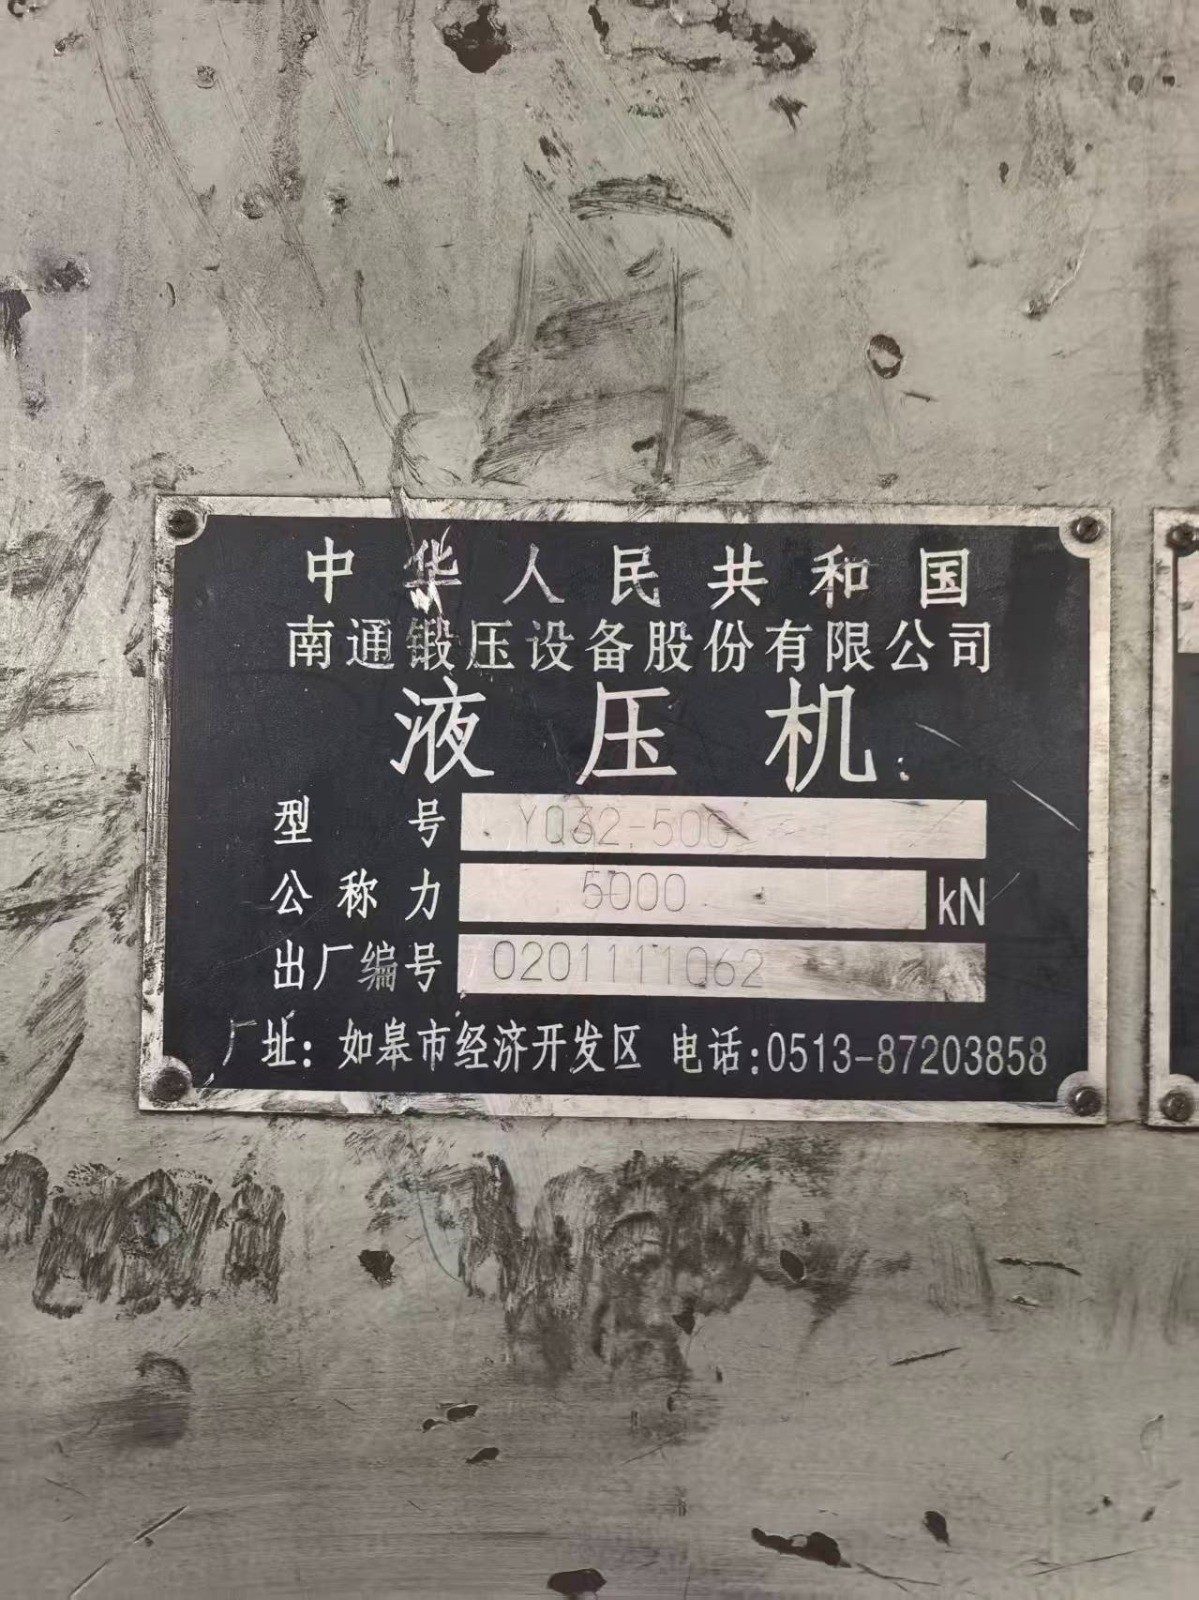 中华人民共和国
南通锻压设备股份有限公司
液压机
型号 YQ32-500
公称力 5000 kN
出厂编号 0201111062
厂址：如皋市经济开发区 电话：0513-87203858